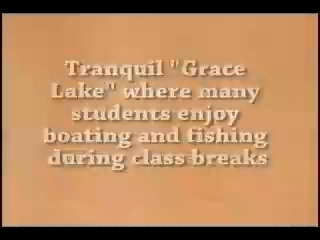 Tranquil "Grace
Lake" where many
students enjoy
boating and fishing
during class breaks